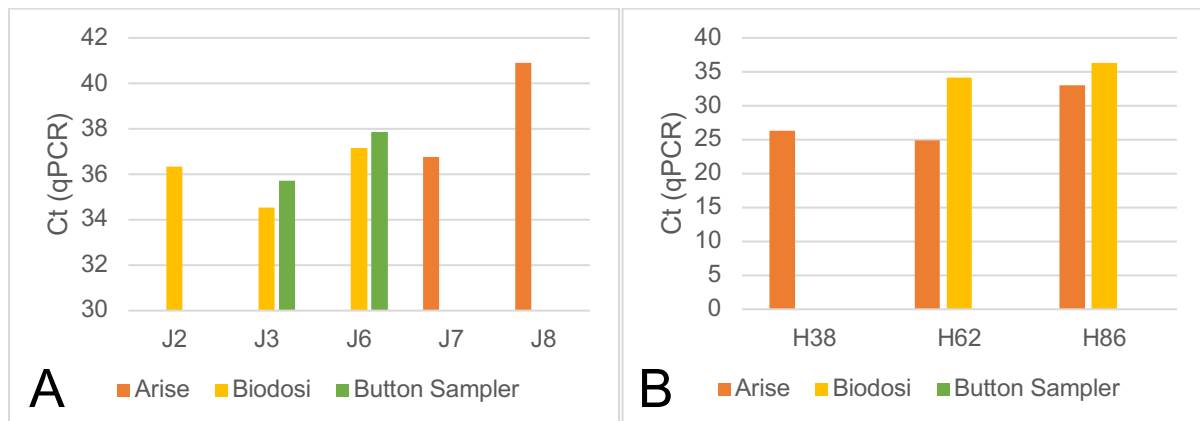 42
40
38
36
34
32
30
Ct (qPCR)
J2 J3 J6 J7 J8
A
Arise Biodosi Button Sampler
40
35
30
25
20
15
10
5
0
Ct (qPCR)
H38 H62 H86
B
Arise Biodosi Button Sampler